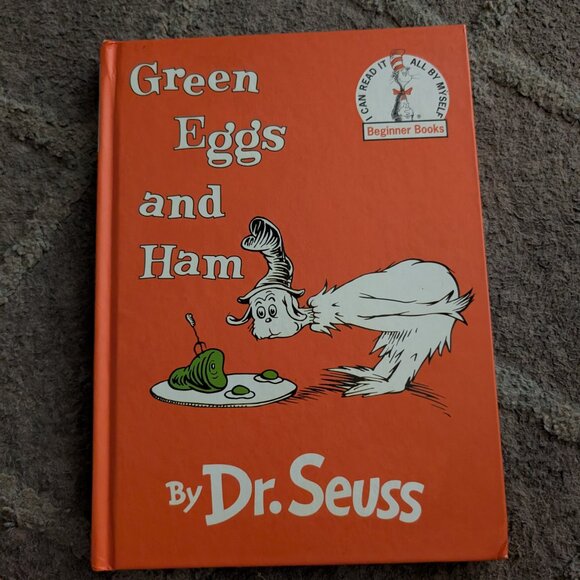 Green
Eggs
and
Ham
I CAN READ IT ALL BY MYSELF
Beginner Books
By Dr. Seuss